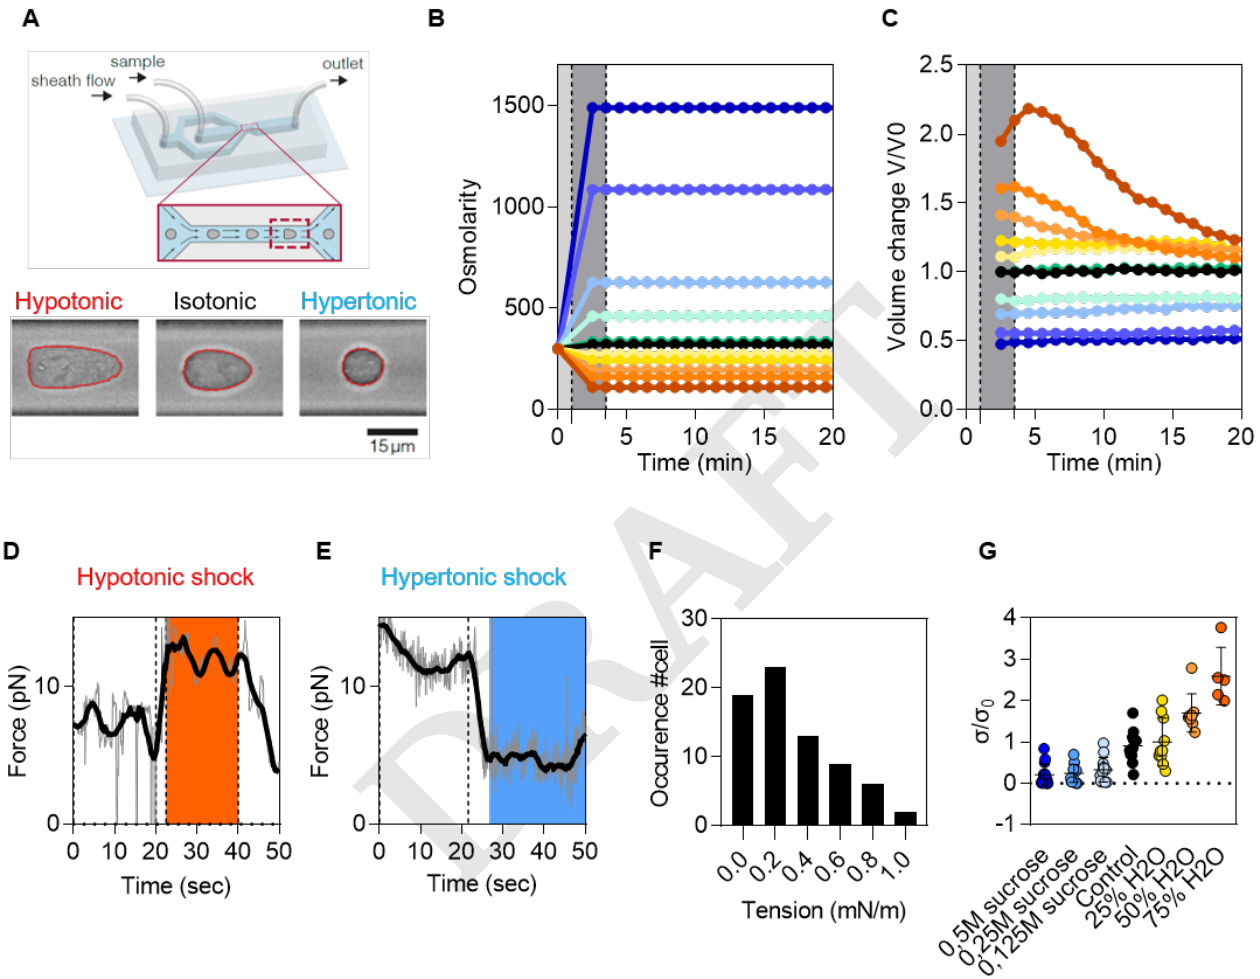 A
sample
sheath flow
outlet
Hypotonic
Isotonic
Hypertonic
15µm
B
Osmolarity
1500
1000
500
0
0 5 10 15 20
Time (min)
C
Volume change V/V0
2.5
2.0
1.5
1.0
0.5
0.0
0 5 10 15 20
Time (min)
D
Hypotonic shock
Force (pN)
10
0
0 10 20 30 40 50
Time (sec)
E
Hypertonic shock
Force (pN)
10
0
0 10 20 30 40 50
Time (sec)
F
Occurence #cell
30
20
10
0
0.0 0.2 0.4 0.6 0.8 1.0
Tension (mN/m)
G
σ/σ0
4
3
2
1
0
-1
0,5M sucrose
0,25M sucrose
0,125M sucrose
Control
25% H2O
50% H2O
75% H2O
DRAFT